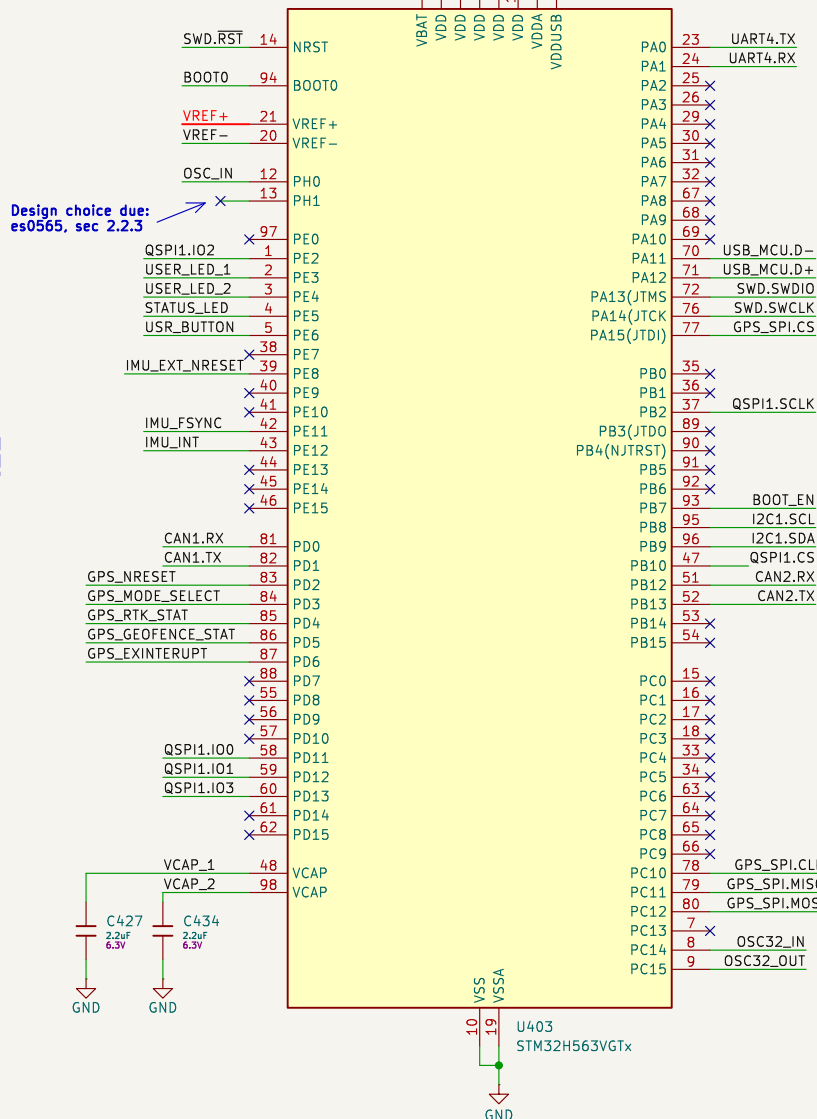 VBAT
VDD
VDD
VDD
VDD
VDD
VDDA
VDDUSB
SWD.RST 14 NRST
BOOT0 94 BOOT0
VREF+ 21 VREF+
VREF- 20 VREF-
OSC_IN 12 PH0
13 PH1
Design choice due:
es0565, sec 2.2.3
97 PE0
QSPI1.IO2 1 PE2
USER_LED_1 2 PE3
USER_LED_2 3 PE4
STATUS_LED 4 PE5
USR_BUTTON 5 PE6
38 PE7
IMU_EXT_NRESET 39 PE8
40 PE9
41 PE10
IMU_FSYNC 42 PE11
IMU_INT 43 PE12
44 PE13
45 PE14
46 PE15
CAN1.RX 81 PD0
CAN1.TX 82 PD1
GPS_NRESET 83 PD2
GPS_MODE_SELECT 84 PD3
GPS_RTK_STAT 85 PD4
GPS_GEOFENCE_STAT 86 PD5
GPS_EXINTERUPT 87 PD6
88 PD7
55 PD8
56 PD9
57 PD10
QSPI1.IO0 58 PD11
QSPI1.IO1 59 PD12
QSPI1.IO3 60 PD13
61 PD14
62 PD15
VCAP_1 48 VCAP
VCAP_2 98 VCAP
C427
2.2uF
6.3V
GND
C434
2.2uF
6.3V
GND
PA0 23 UART4.TX
PA1 24 UART4.RX
PA2 25
PA3 26
PA4 29
PA5 30
PA6 31
PA7 32
PA8 67
PA9 68
PA10 69
PA11 70 USB_MCU.D-
PA12 71 USB_MCU.D+
PA13(JTMS 72 SWD.SWDIO
PA14(JTCK 76 SWD.SWCLK
PA15(JTDI) 77 GPS_SPI.CS
PB0 35
PB1 36
PB2 37 QSPI1.SCLK
PB3(JTDO 89
PB4(NJTRST) 90
PB5 91
PB6 92
PB7 93 BOOT_EN
PB8 95 I2C1.SCL
PB9 96 I2C1.SDA
PB10 47 QSPI1.CS
PB12 51 CAN2.RX
PB13 52 CAN2.TX
PB14 53
PB15 54
PC0 15
PC1 16
PC2 17
PC3 18
PC4 33
PC5 34
PC6 63
PC7 64
PC8 65
PC9 66
PC10 78 GPS_SPI.CL
PC11 79 GPS_SPI.MIS
PC12 80 GPS_SPI.MOS
PC13 7
PC14 8 OSC32_IN
PC15 9 OSC32_OUT
VSS 10
VSSA 19
U403
STM32H563VGTx
GND